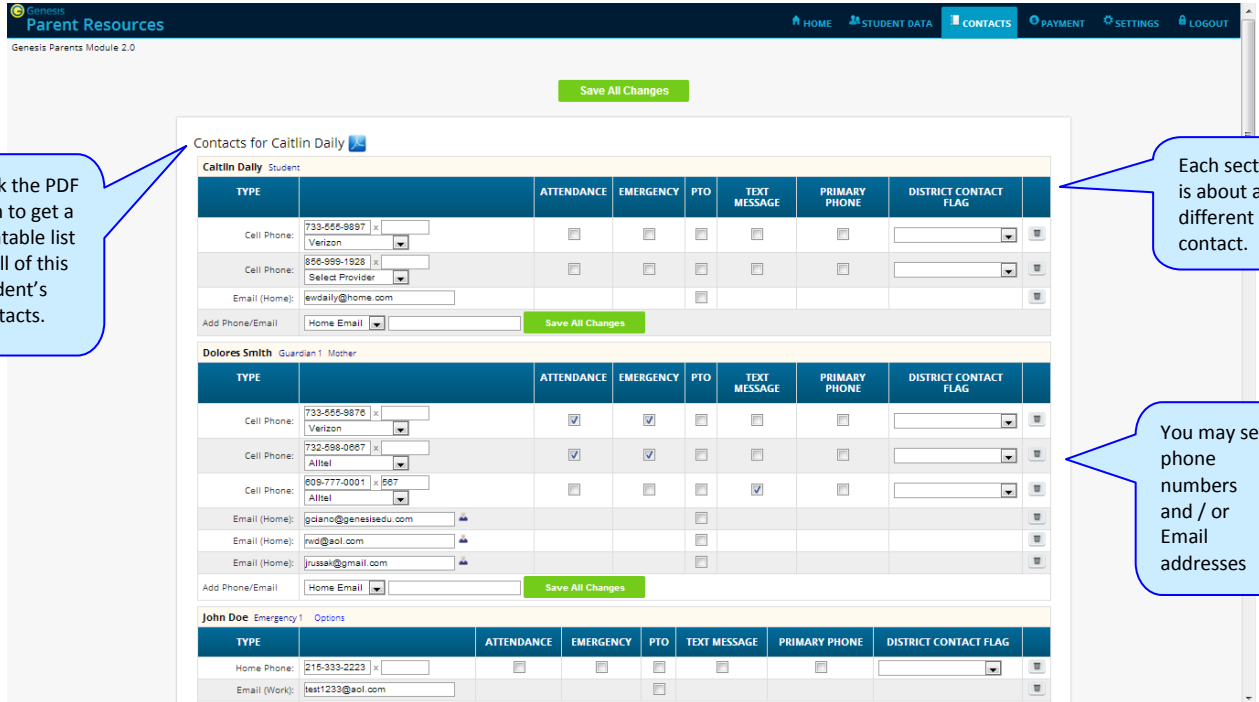 Genesis
Parent Resources
HOME STUDENT DATA CONTACTS PAYMENT SETTINGS LOGOUT
Genesis Parents Module 2.0
Save All Changes
Contacts for Caitlin Daily
Caitlin Daily Student
TYPE ATTENDANCE EMERGENCY PTO TEXT MESSAGE PRIMARY PHONE DISTRICT CONTACT FLAG
Cell Phone: 733-555-9897 x
Verizon
Cell Phone: 856-999-1928 x
Select Provider
Email (Home): ewdaily@home.com
Add Phone/Email Home Email Save All Changes
Dolores Smith Guardian 1 Mother
TYPE ATTENDANCE EMERGENCY PTO TEXT MESSAGE PRIMARY PHONE DISTRICT CONTACT FLAG
Cell Phone: 733-555-9876 x
Verizon
Cell Phone: 732-598-0667 x
Alltel
Cell Phone: 609-777-0001 x 567
Alltel
Email (Home): gciano@genesisedu.com
Email (Home): rwd@aol.com
Email (Home): jrussak@gmail.com
Add Phone/Email Home Email Save All Changes
John Doe Emergency 1 Options
TYPE ATTENDANCE EMERGENCY PTO TEXT MESSAGE PRIMARY PHONE DISTRICT CONTACT FLAG
Home Phone: 215-333-2223 x
Email (Work): test1233@aol.com
k the PDF
n to get a
ntable list
ll of this
dent's
tacts.
Each sect
is about a
different
contact.
You may se
phone
numbers
and / or
Email
addresses